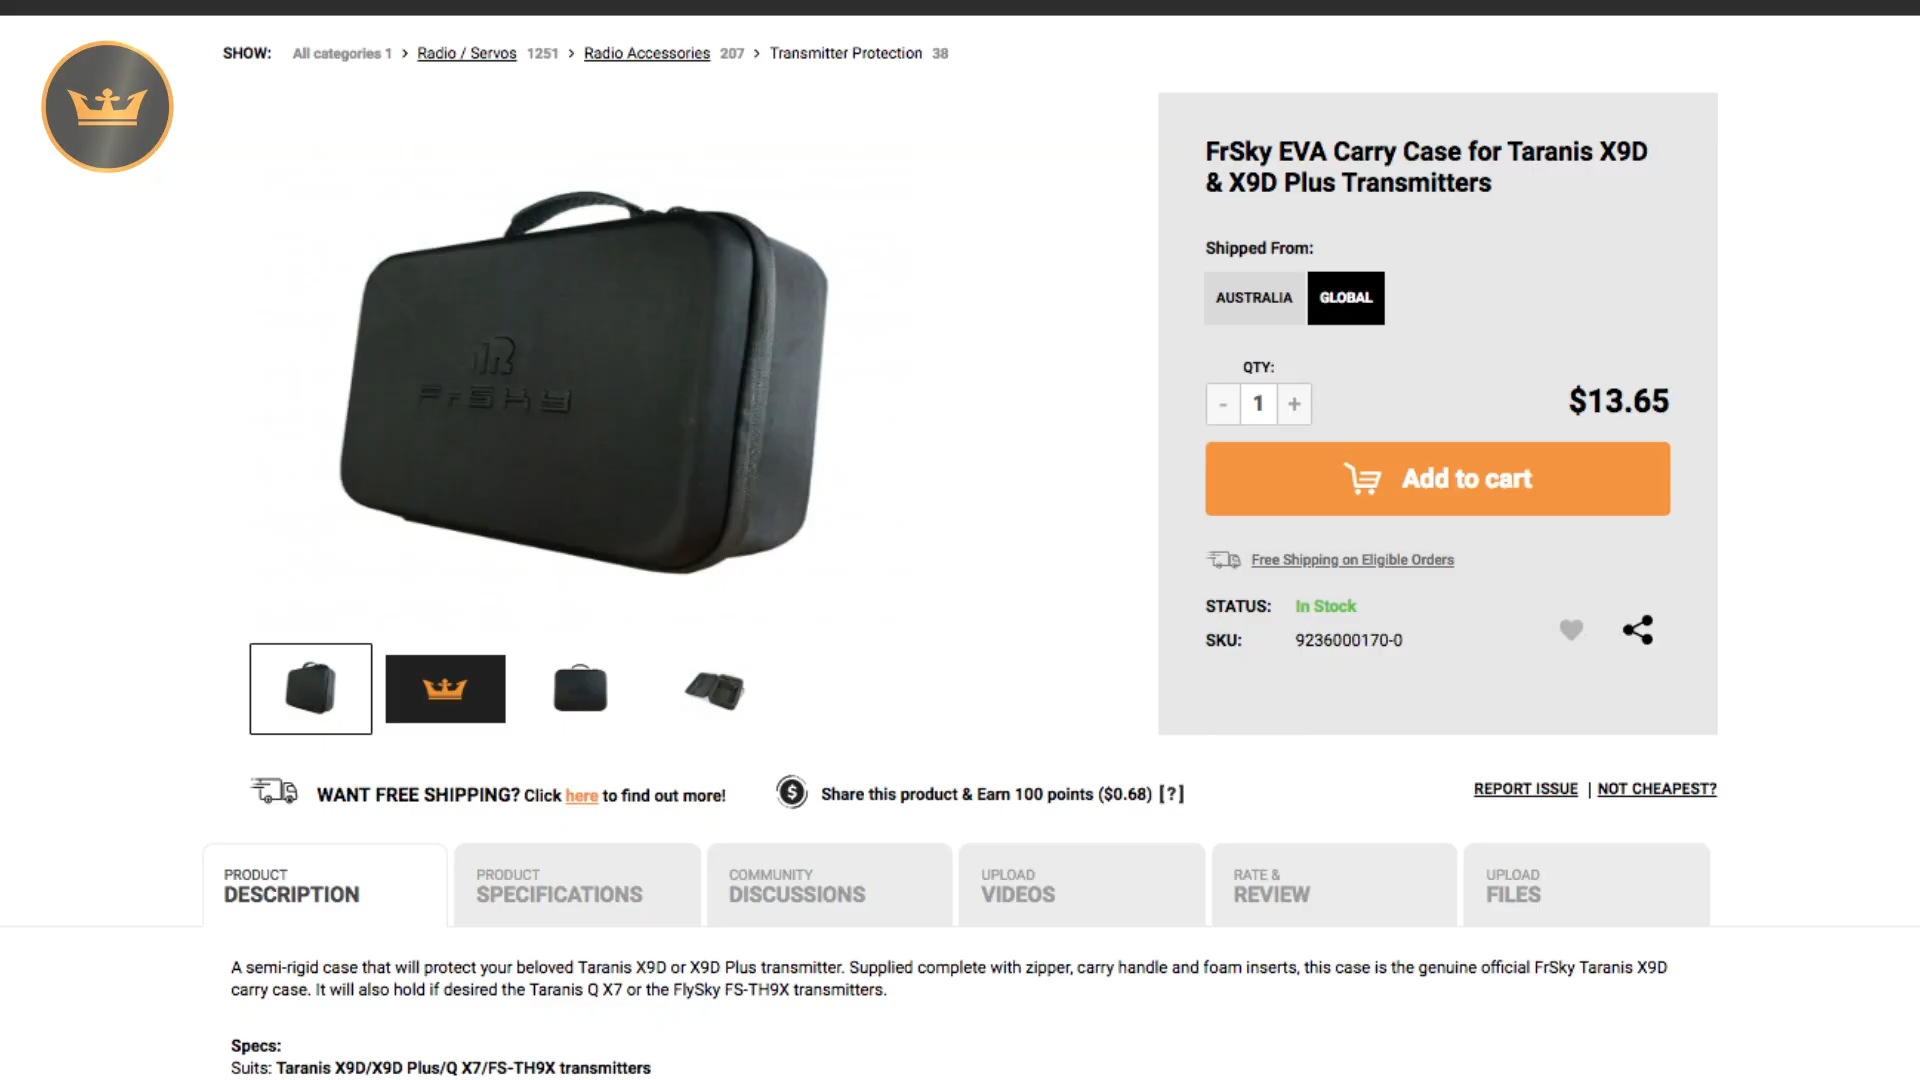 SHOW: All categories 1 > Radio / Servos 1251 > Radio Accessories 207 > Transmitter Protection 38
FrSky EVA Carry Case for Taranis X9D
& X9D Plus Transmitters
Shipped From:
AUSTRALIA GLOBAL
QTY:
- 1 +
$13.65
Add to cart
Free Shipping on Eligible Orders
STATUS: In Stock
SKU: 9236000170-0
FrSKY
WANT FREE SHIPPING? Click here to find out more!
$ Share this product & Earn 100 points ($0.68) [?]
REPORT ISSUE | NOT CHEAPEST?
PRODUCT
DESCRIPTION
PRODUCT
SPECIFICATIONS
COMMUNITY
DISCUSSIONS
UPLOAD
VIDEOS
RATE &
REVIEW
UPLOAD
FILES
A semi-rigid case that will protect your beloved Taranis X9D or X9D Plus transmitter. Supplied complete with zipper, carry handle and foam inserts, this case is the genuine official FrSky Taranis X9D
carry case. It will also hold if desired the Taranis Q X7 or the FlySky FS-TH9X transmitters.
Specs:
Suits: Taranis X9D/X9D Plus/Q X7/FS-TH9X transmitters